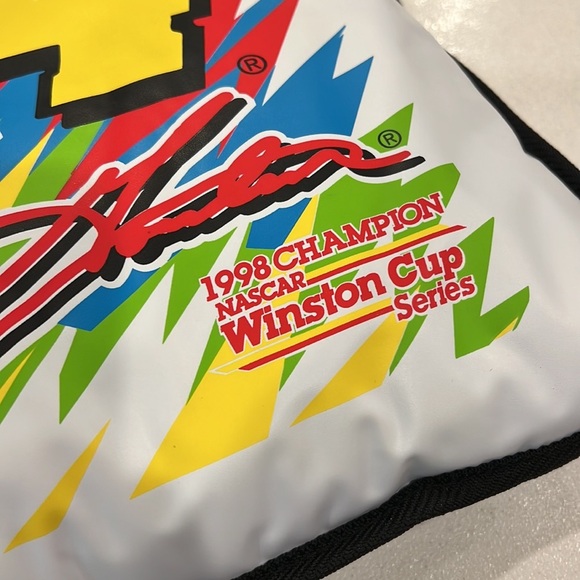 ®
®
1998 CHAMPION
NASCAR
Winston Cup
Series